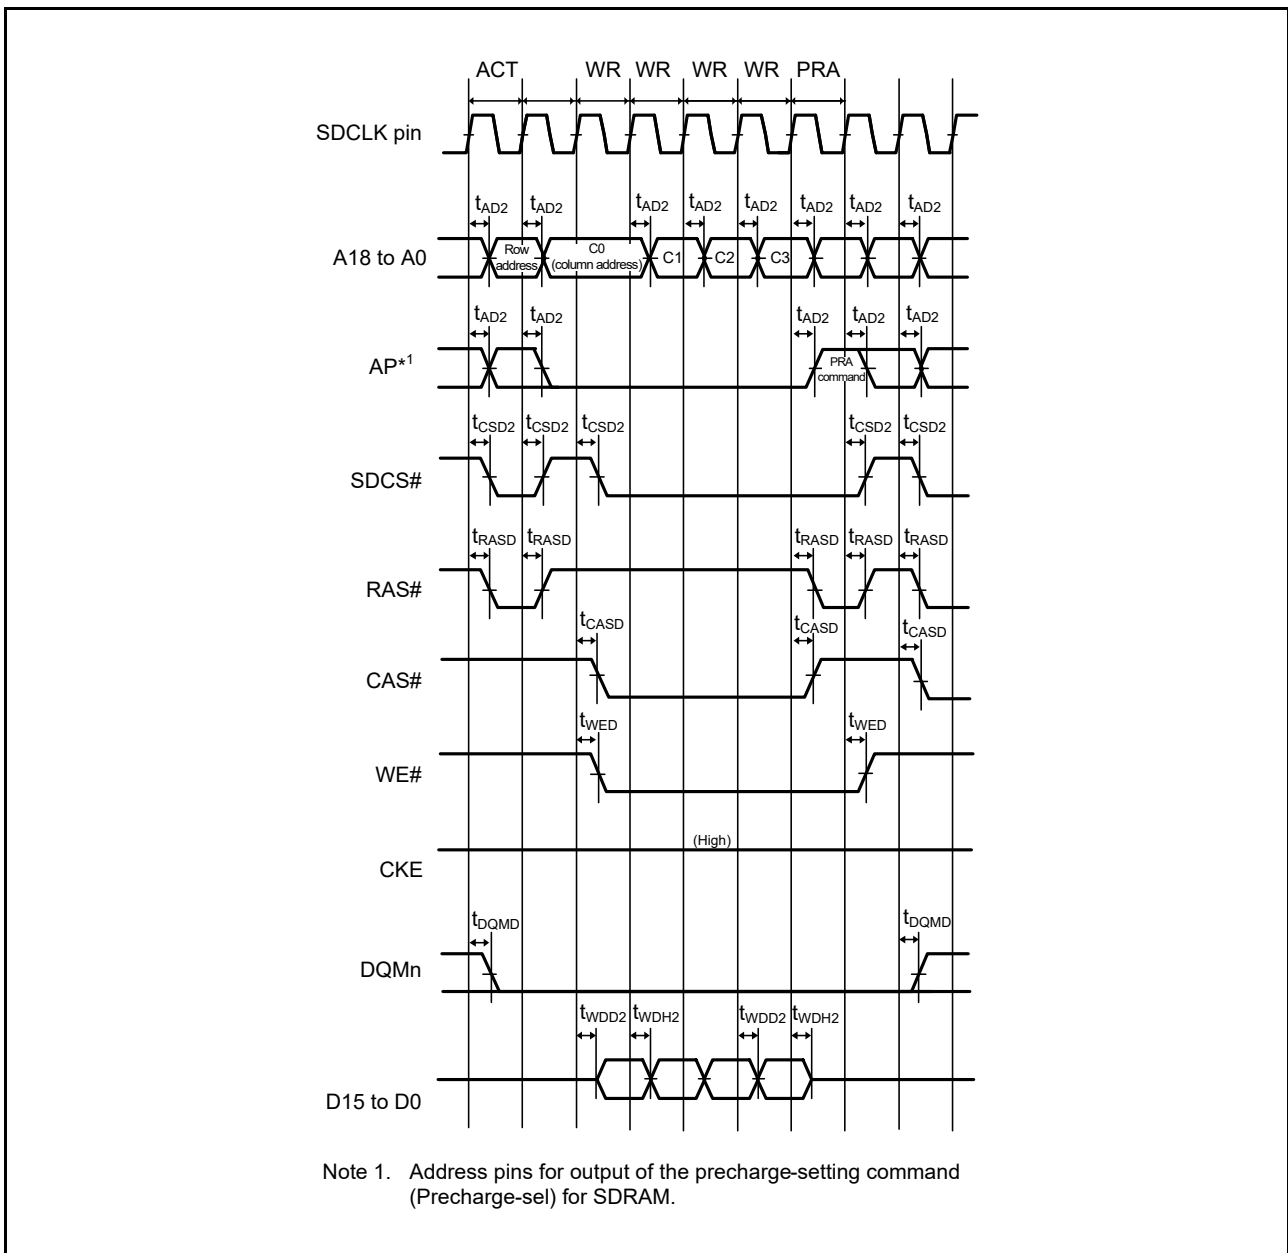 ACT WR WR WR WR PRA
SDCLK pin
tAD2 tAD2 tAD2 tAD2 tAD2 tAD2 tAD2 tAD2
A18 to A0
Row
address
C0
(column address)
C1
C2
C3
tAD2 tAD2 tAD2 tAD2 tAD2
AP*1
PRA
command
tCSD2 tCSD2 tCSD2 tCSD2 tCSD2
SDCS#
tRASD tRASD tRASD tRASD tRASD
RAS#
tCASD tCASD tCASD
CAS#
tWED tWED
WE#
(High)
CKE
tDQMD tDQMD
DQMn
tWDD2 tWDH2 tWDD2 tWDH2
D15 to D0
Note 1. Address pins for output of the precharge-setting command
(Precharge-sel) for SDRAM.